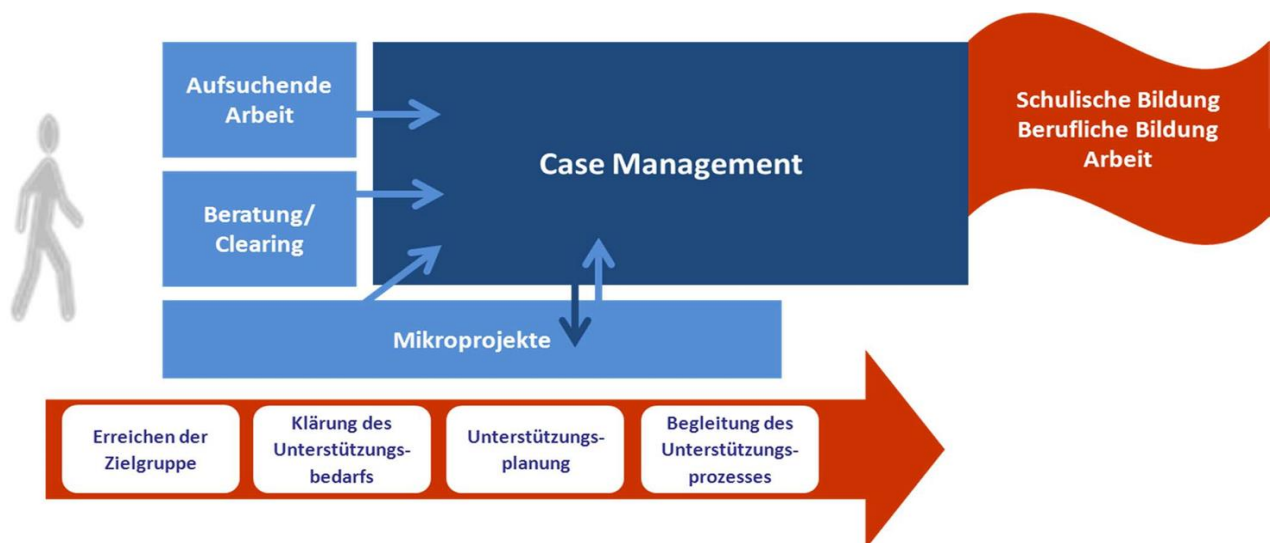 Aufsuchende
Arbeit
Beratung/
Clearing
Case Management
Schulische Bildung
Berufliche Bildung
Arbeit
Mikroprojekte
Erreichen der
Zielgruppe
Klärung des
Unterstützungs-
bedarfs
Unterstützungs-
planung
Begleitung des
Unterstützungs-
prozesses